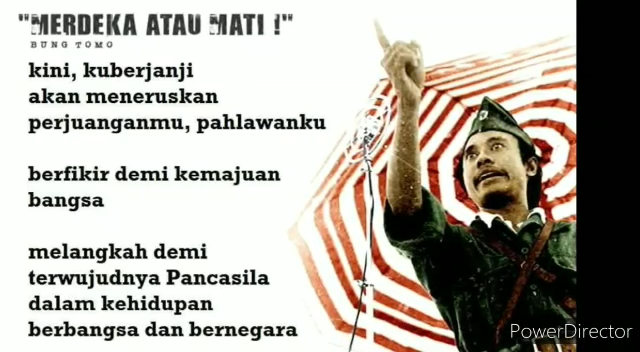 "MERDEKA ATAU MATI !"
BUNG TOMO
kini, kuberjanji
akan meneruskan
perjuanganmu, pahlawanku
berfikir demi kemajuan
bangsa
melangkah demi
terwujudnya Pancasila
dalam kehidupan
berbangsa dan bernegara
PowerDirector